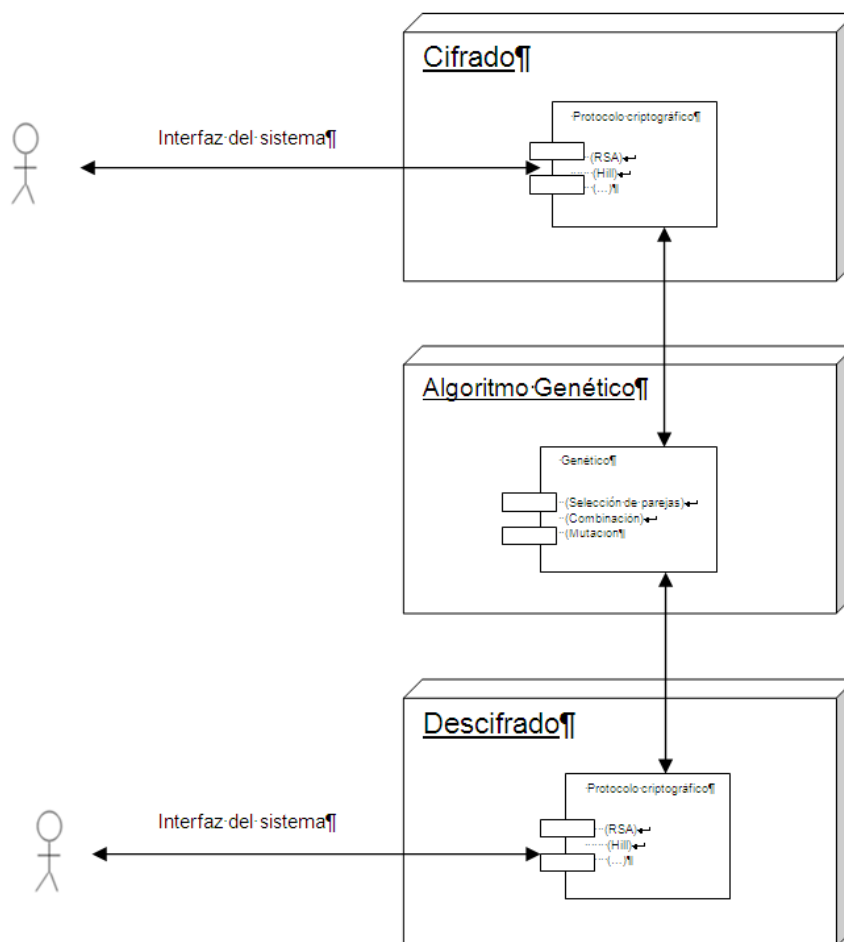 Cifrado¶
·Protocolo·criptográfico¶
Interfaz·del·sistema¶
···(RSA)↵
·······(Hill)↵
···(...)¶
Algoritmo·Genético¶
·Genético¶
···(Selección·de·parejas)↵
···(Combinación)↵
···(Mutacion¶
Descifrado¶
·Protocolo·criptográfico¶
Interfaz·del·sistema¶
···(RSA)↵
·······(Hill)↵
···(...)¶